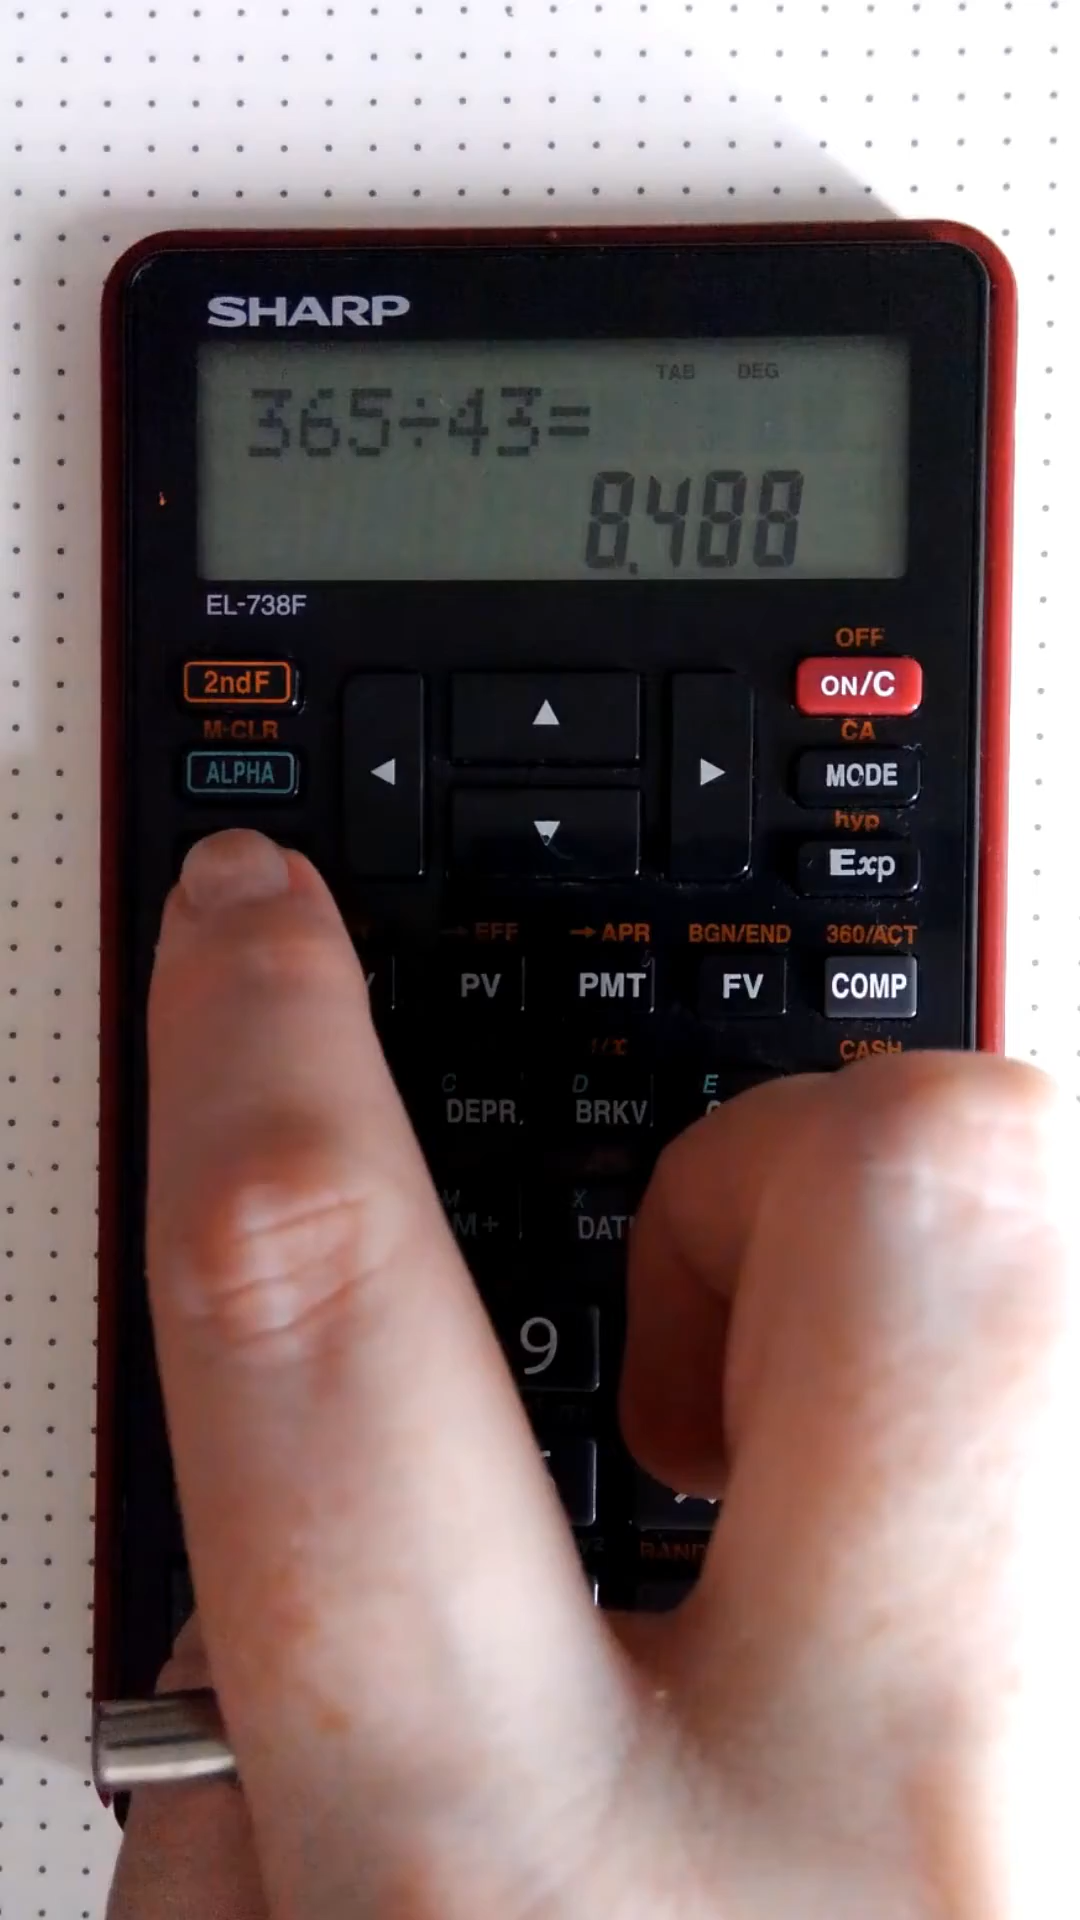 SHARP
TAB DEG
365÷43=
8.488
EL-738F
OFF
2ndF
ON/C
M-CLR
CA
ALPHA
MODE
hyp
Exp
→EFF →APR BGN/END 360/ACT
PV PMT FV COMP
1/x CASH
C D E
DEPR BRKV
M X
M+
9